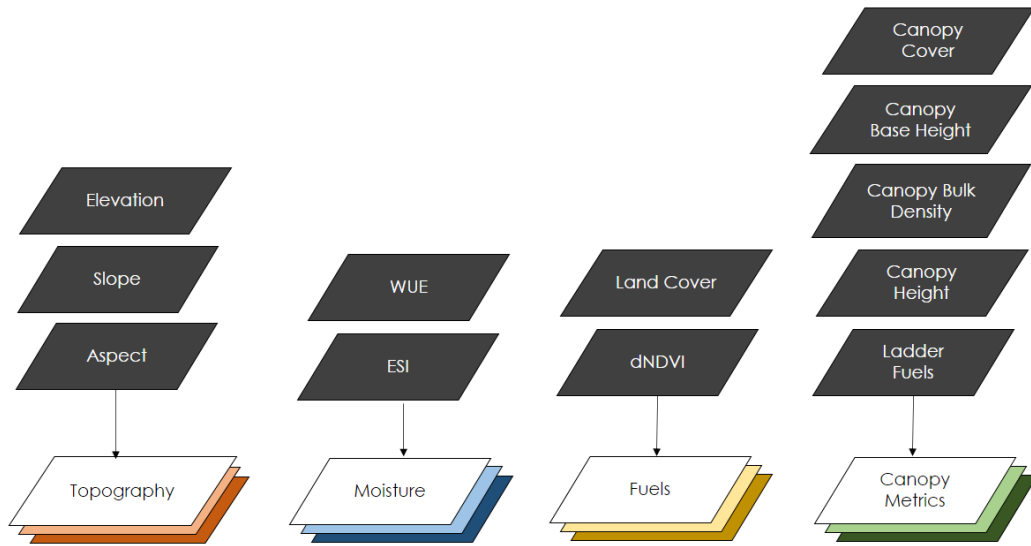 Elevation
Slope
Aspect
Topography
WUE
ESI
Moisture
Land Cover
dNDVI
Fuels
Canopy
Cover
Canopy
Base Height
Canopy Bulk
Density
Canopy
Height
Ladder
Fuels
Canopy
Metrics